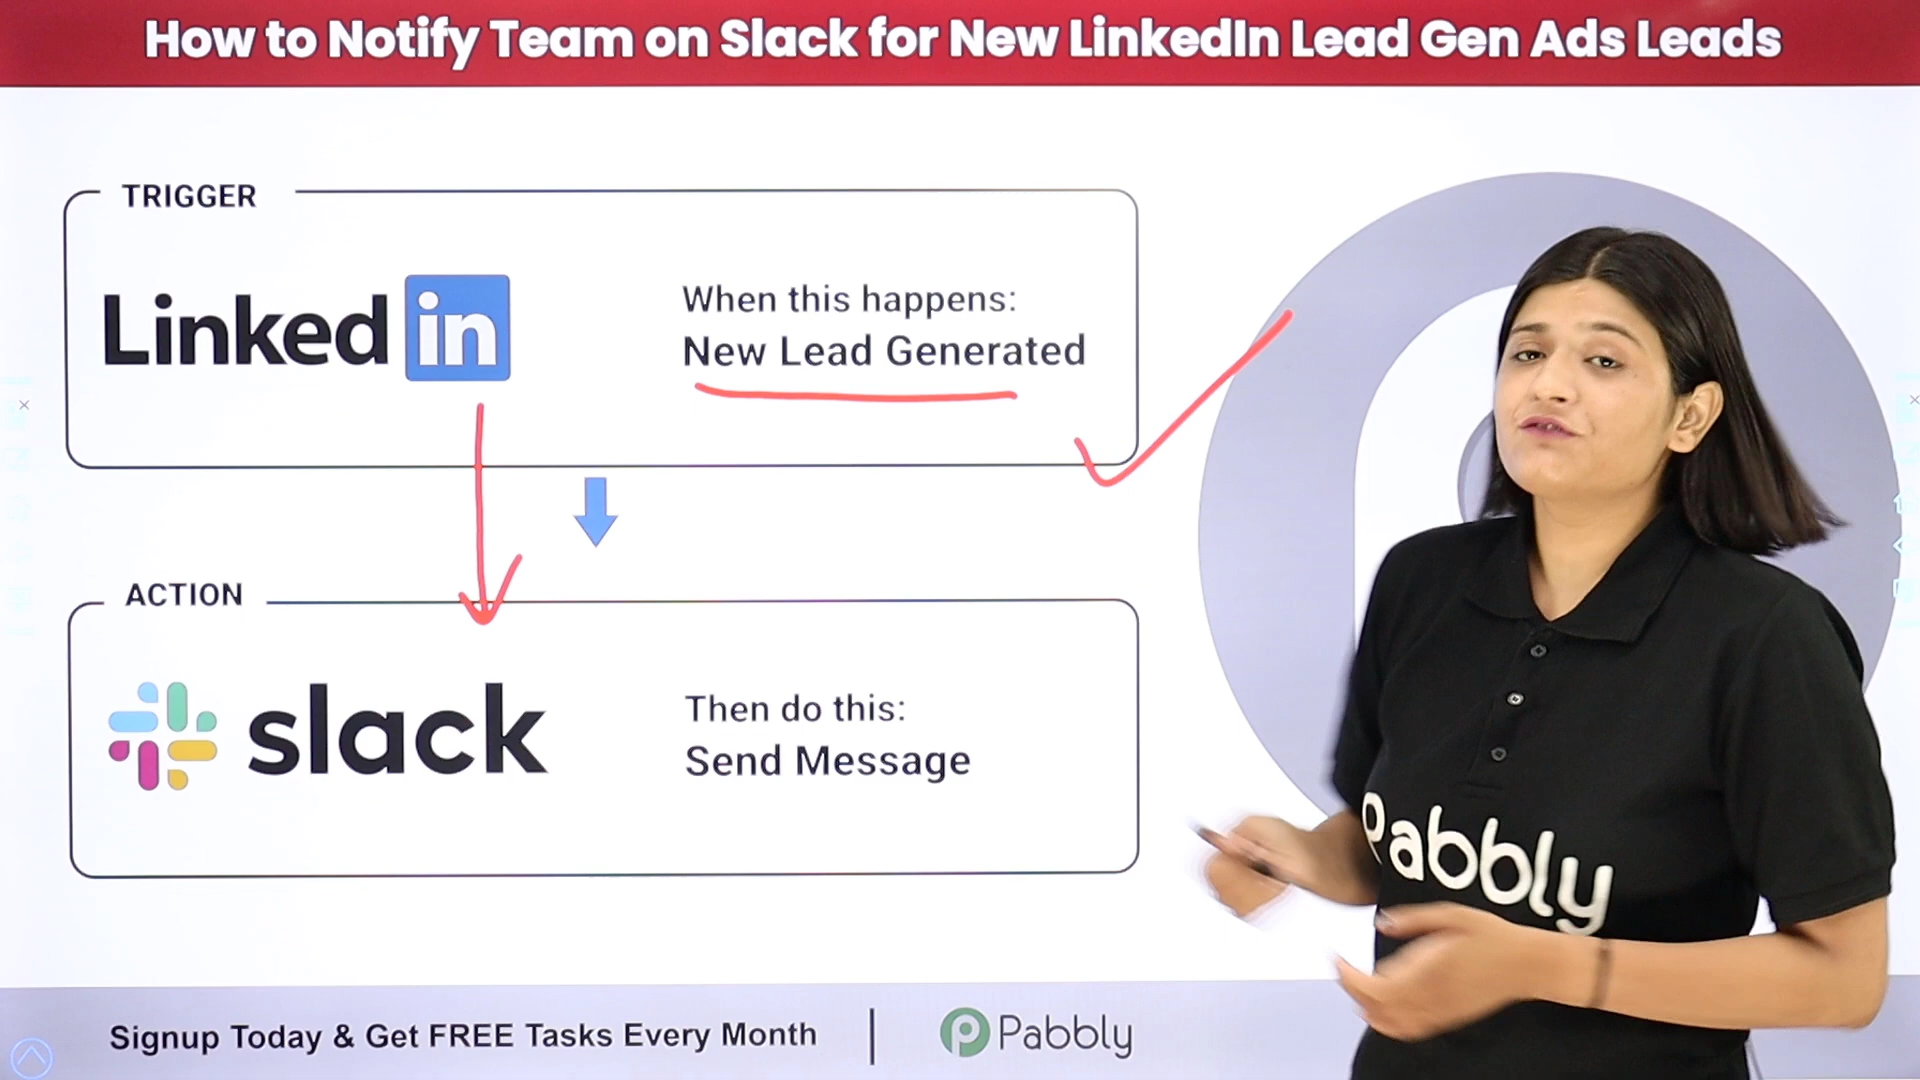 How to Notify Team on Slack for New LinkedIn Lead Gen Ads Leads
TRIGGER
Linked in
When this happens:
New Lead Generated
ACTION
slack
Then do this:
Send Message
Pabbly
Signup Today & Get FREE Tasks Every Month
Pabbly